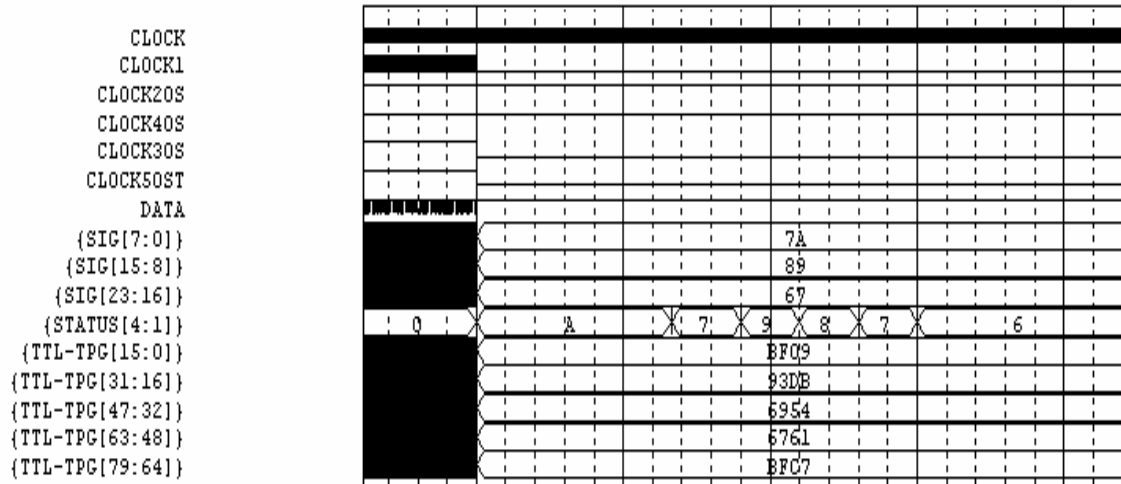 CLOCK
CLOCK1
CLOCK20S
CLOCK40S
CLOCK30S
CLOCK50ST
DATA
{SIG[7:0]} 7A
{SIG[15:8]} 89
{SIG[23:16]} 67
{STATUS[4:1]} 0 A 7 9 8 7 6
{TTL-TPG[15:0]} BF09
{TTL-TPG[31:16]} 93DB
{TTL-TPG[47:32]} 6954
{TTL-TPG[63:48]} 6761
{TTL-TPG[79:64]} BFC7